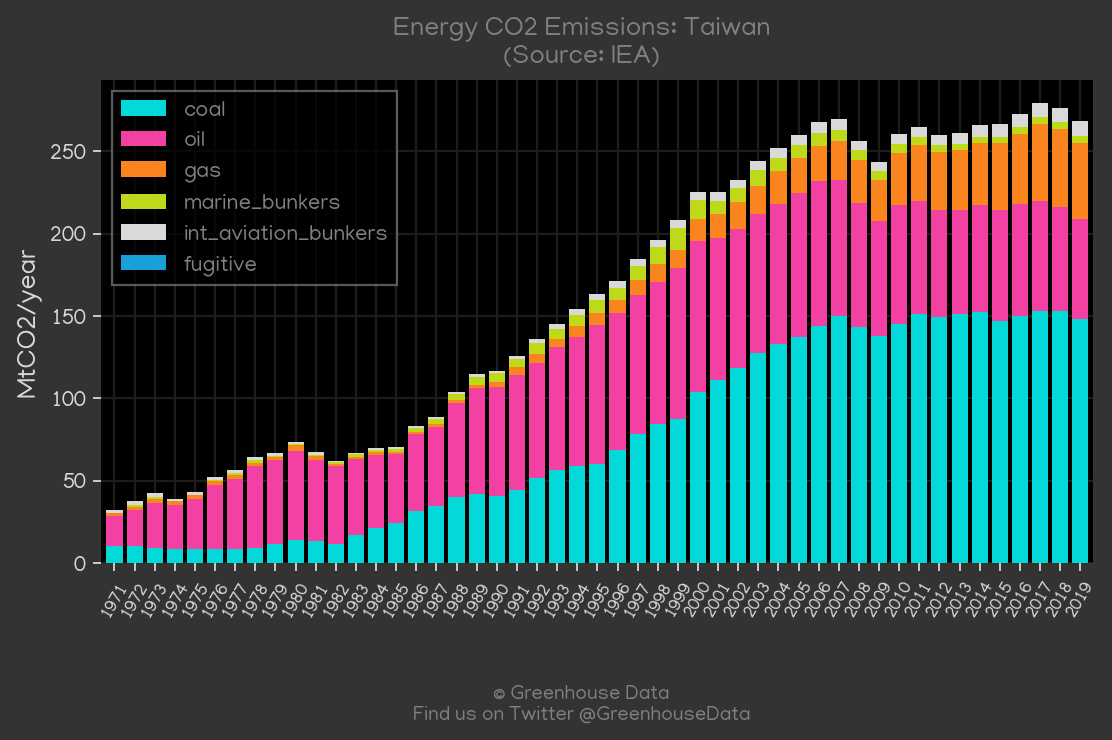 Energy CO2 Emissions: Taiwan
(Source: IEA)
coal
oil
gas
marine_bunkers
int_aviation_bunkers
fugitive
MtCO2/year
250
200
150
100
50
0
1971 1972 1973 1974 1975 1976 1977 1978 1979 1980 1981 1982 1983 1984 1985 1986 1987 1988 1989 1990 1991 1992 1993 1994 1995 1996 1997 1998 1999 2000 2001 2002 2003 2004 2005 2006 2007 2008 2009 2010 2011 2012 2013 2014 2015 2016 2017 2018 2019
© Greenhouse Data
Find us on Twitter @GreenhouseData